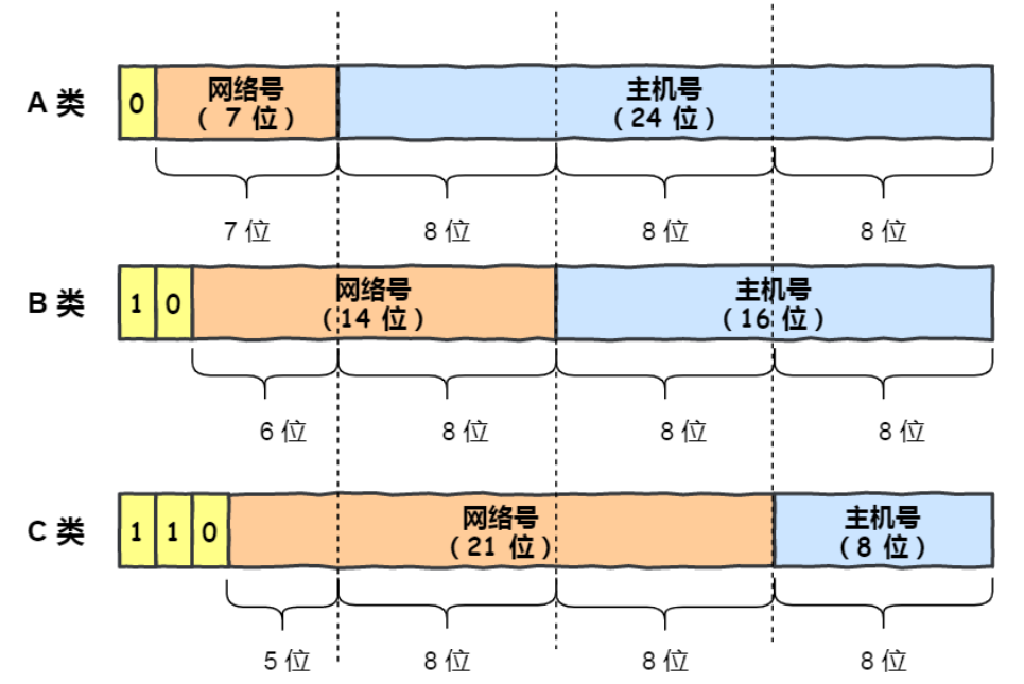 A 类
0
网络号
（ 7 位）
主机号
（24 位）
7 位
8 位
8 位
8 位
B 类
1 0
网络号
（14 位）
主机号
（16 位）
6 位
8 位
8 位
8 位
C 类
1 1 0
网络号
（21 位）
主机号
（8 位）
5 位
8 位
8 位
8 位